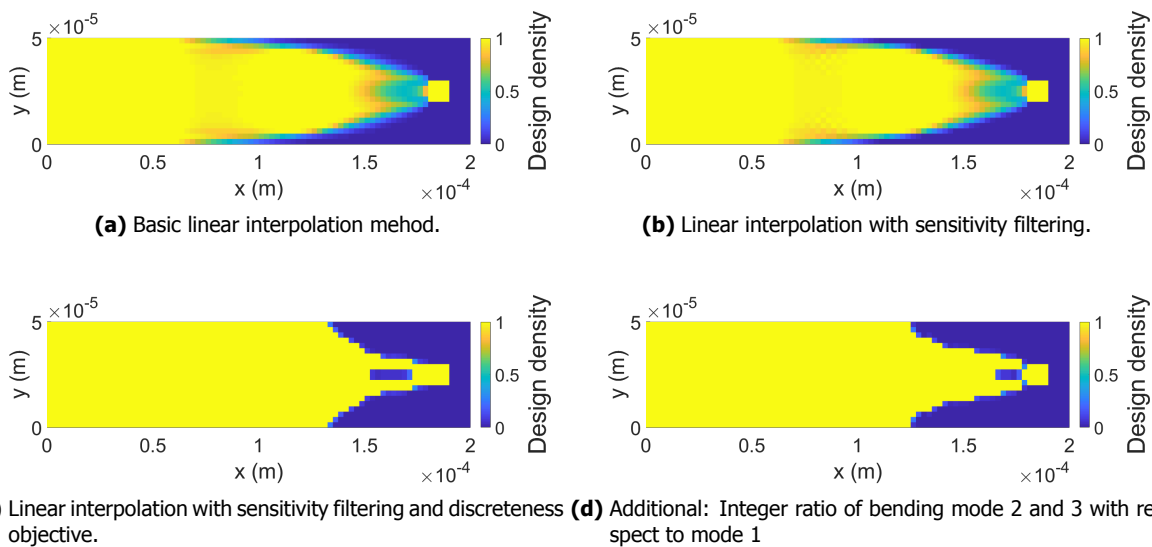 ×10⁻⁵
5
y (m)
0
0
0.5
1
1.5
2
x (m)
×10⁻⁴
1
0.5
0
Design density
(a) Basic linear interpolation mehod.
×10⁻⁵
5
y (m)
0
0
0.5
1
1.5
2
x (m)
×10⁻⁴
1
0.5
0
Design density
(b) Linear interpolation with sensitivity filtering.
×10⁻⁵
5
y (m)
0
0
0.5
1
1.5
2
x (m)
×10⁻⁴
1
0.5
0
Design density
) Linear interpolation with sensitivity filtering and discreteness
objective.
×10⁻⁵
5
y (m)
0
0
0.5
1
1.5
2
x (m)
×10⁻⁴
1
0.5
0
Design density
(d) Additional: Integer ratio of bending mode 2 and 3 with re
spect to mode 1